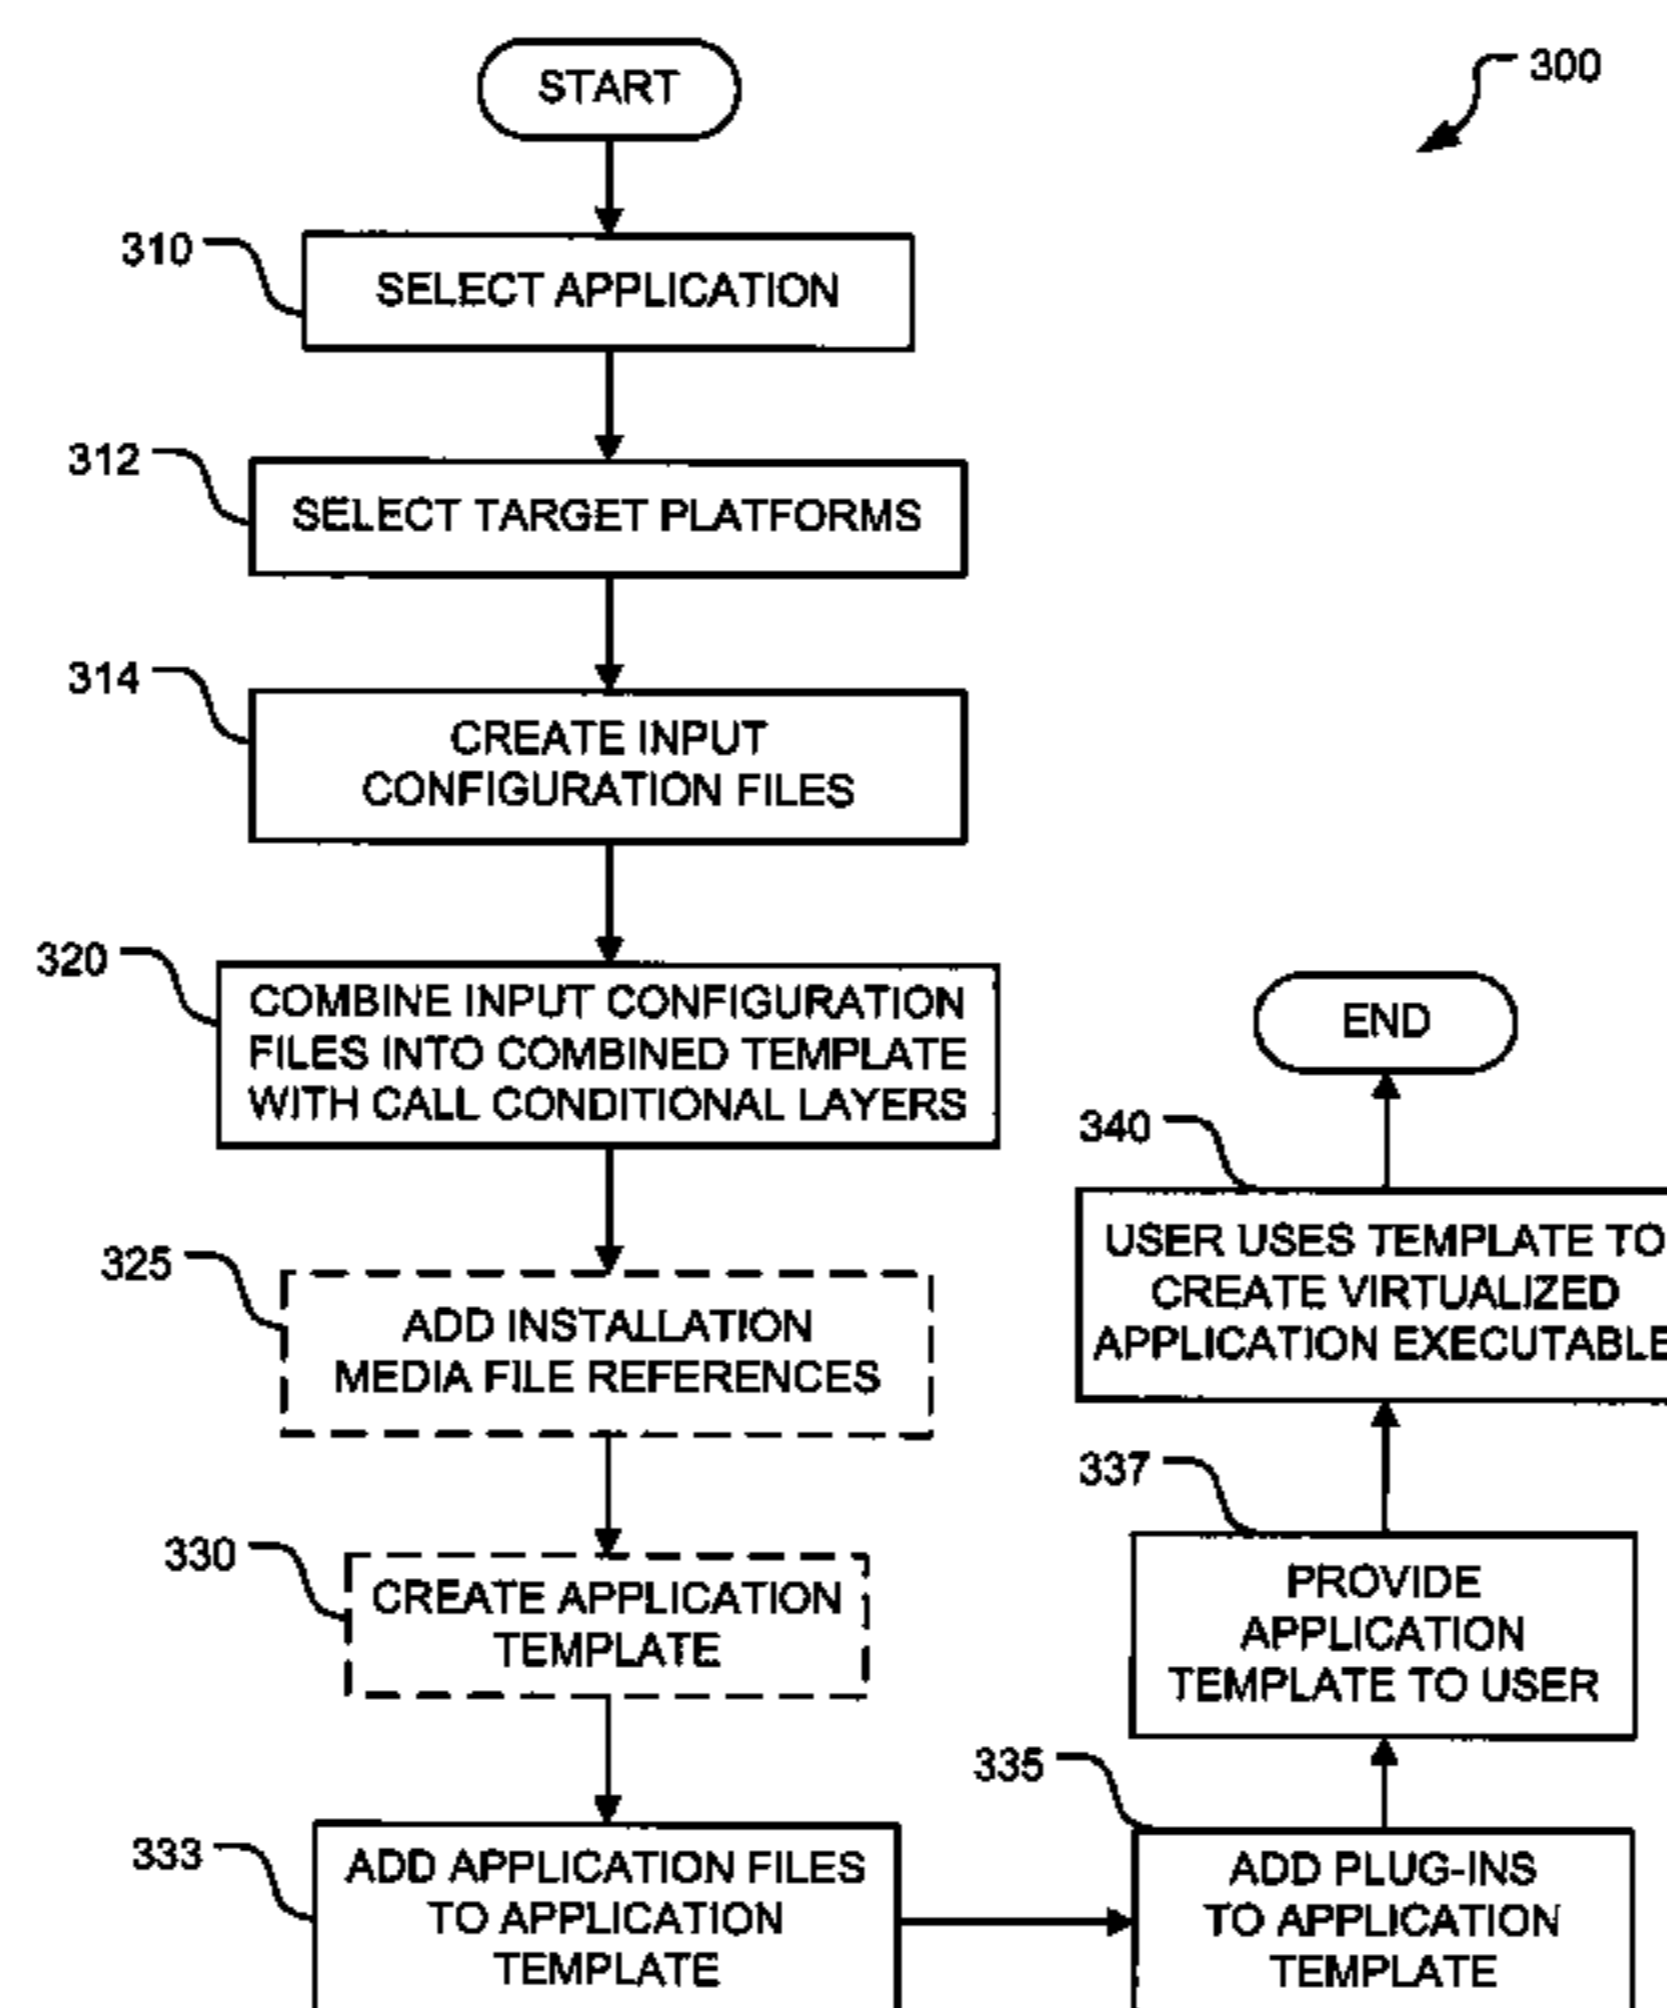 START
300
310
SELECT APPLICATION
312
SELECT TARGET PLATFORMS
314
CREATE INPUT
CONFIGURATION FILES
320
COMBINE INPUT CONFIGURATION
FILES INTO COMBINED TEMPLATE
WITH CALL CONDITIONAL LAYERS
325
ADD INSTALLATION
MEDIA FILE REFERENCES
330
CREATE APPLICATION
TEMPLATE
333
ADD APPLICATION FILES
TO APPLICATION
TEMPLATE
335
ADD PLUG-INS
TO APPLICATION
TEMPLATE
337
PROVIDE
APPLICATION
TEMPLATE TO USER
340
USER USES TEMPLATE TO
CREATE VIRTUALIZED
APPLICATION EXECUTABLE
END